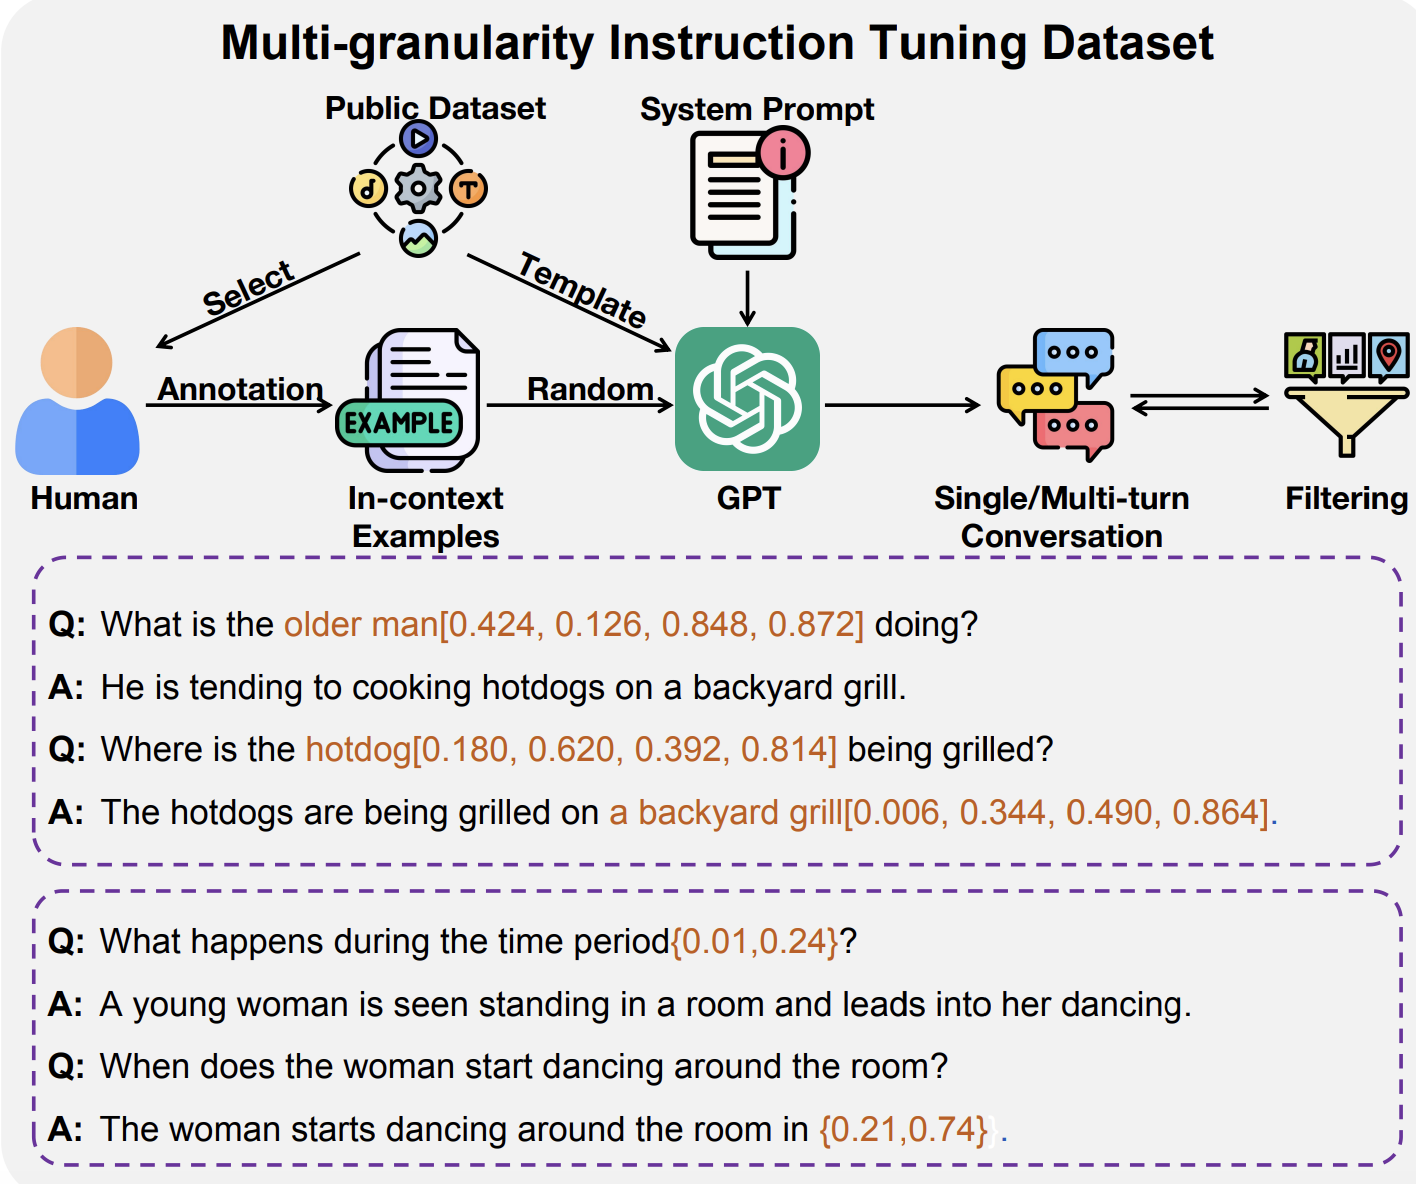 Multi-granularity Instruction Tuning Dataset
Public Dataset
System Prompt
Select
Template
Annotation
EXAMPLE
Random
Human
In-context
Examples
GPT
Single/Multi-turn
Conversation
Filtering
Q: What is the older man[0.424, 0.126, 0.848, 0.872] doing?
A: He is tending to cooking hotdogs on a backyard grill.
Q: Where is the hotdog[0.180, 0.620, 0.392, 0.814] being grilled?
A: The hotdogs are being grilled on a backyard grill[0.006, 0.344, 0.490, 0.864].
Q: What happens during the time period{0.01,0.24}?
A: A young woman is seen standing in a room and leads into her dancing.
Q: When does the woman start dancing around the room?
A: The woman starts dancing around the room in {0.21,0.74}}.